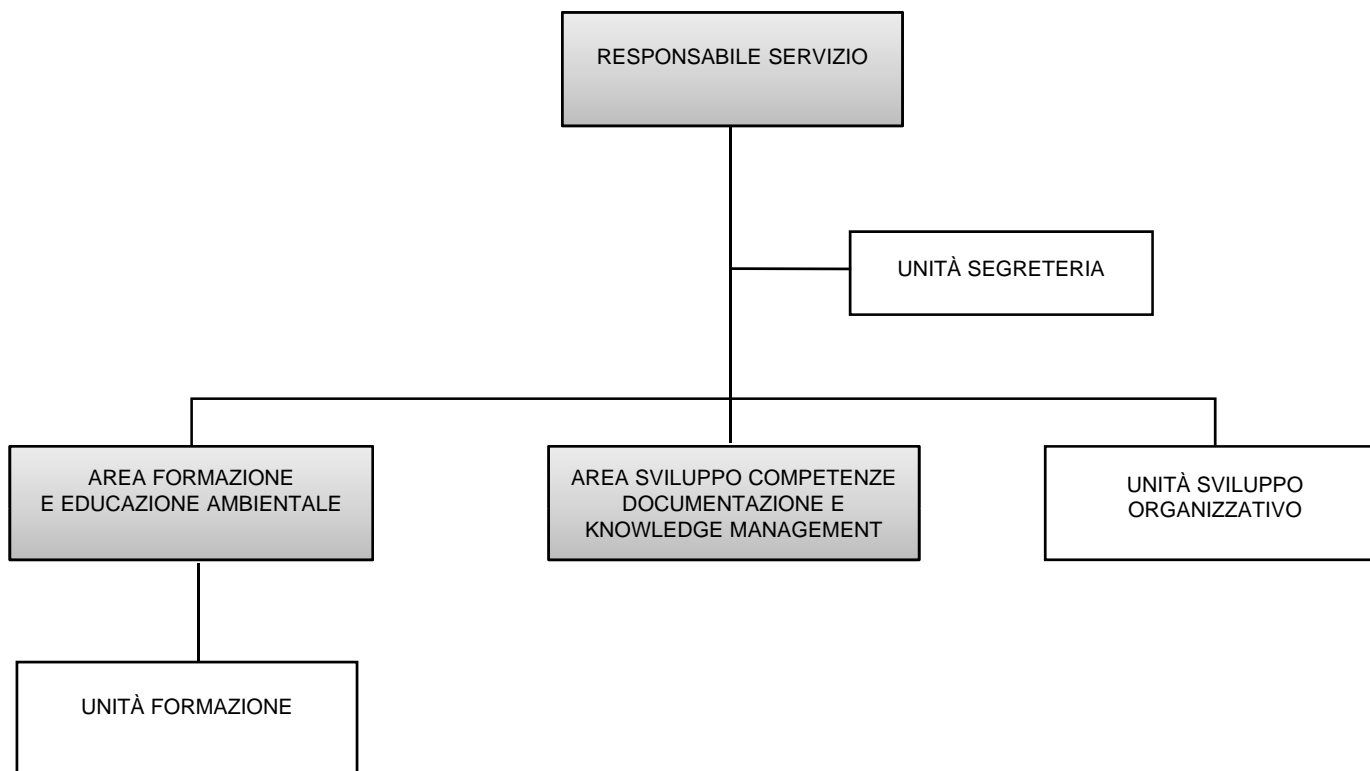 RESPONSABILE SERVIZIO
UNITÀ SEGRETERIA
AREA FORMAZIONE
E EDUCAZIONE AMBIENTALE
AREA SVILUPPO COMPETENZE
DOCUMENTAZIONE E
KNOWLEDGE MANAGEMENT
UNITÀ SVILUPPO
ORGANIZZATIVO
UNITÀ FORMAZIONE